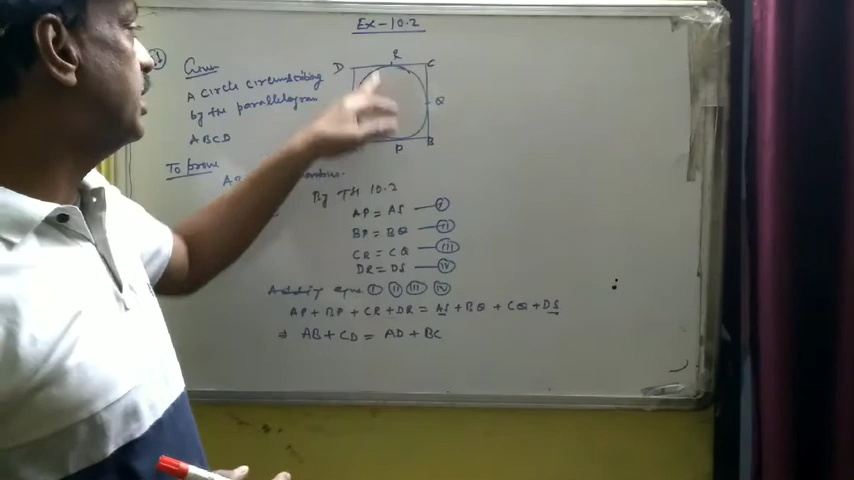 Ex-10.2
Given
A circle circumscribing
by the parallelogram
ABCD
To prove
D R C
Q
P B
By TH 10.2
AP = AS — I
BP = BQ — II
CR = CQ — III
DR = DS — IV
Adding eqns I II III IV
AP + BP + CR + DR = AS + BQ + CQ + DS
⇒ AB + CD = AD + BC